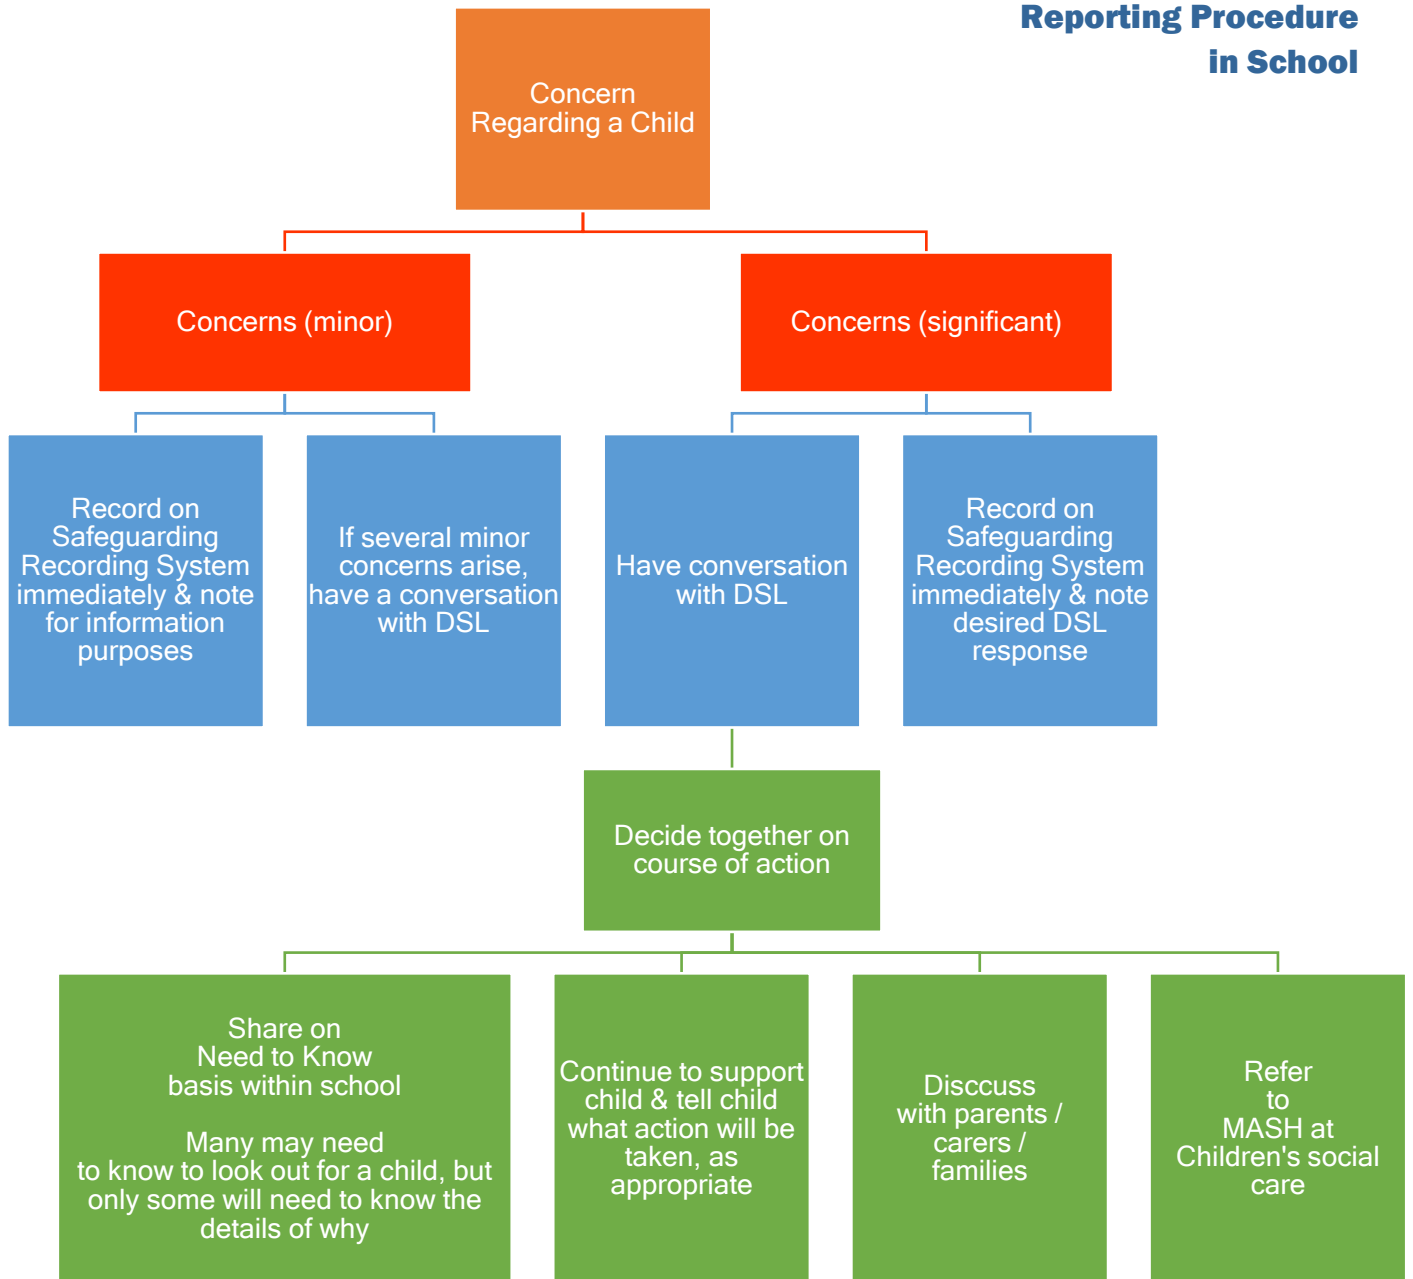 Reporting Procedure
in School
Concern
Regarding a Child
Concerns (minor)
Concerns (significant)
Record on
Safeguarding
Recording System
immediately & note
for information
purposes
If several minor
concerns arise,
have a conversation
with DSL
Have conversation
with DSL
Record on
Safeguarding
Recording System
immediately & note
desired DSL
response
Decide together on
course of action
Share on
Need to Know
basis within school
Many may need
to know to look out for a child, but
only some will need to know the
details of why
Continue to support
child & tell child
what action will be
taken, as
appropriate
Disccuss
with parents /
carers /
families
Refer
to
MASH at
Children's social
care